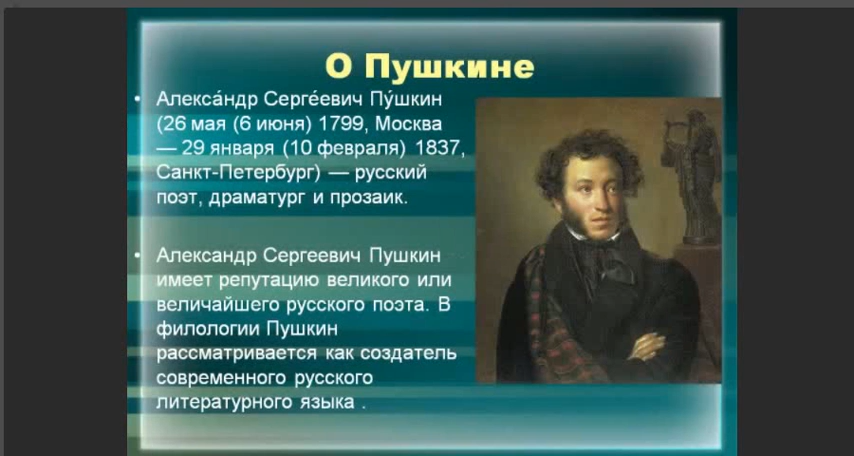 О Пушкине
• Алекса́ндр Серге́евич Пу́шкин
(26 мая (6 июня) 1799, Москва
— 29 января (10 февраля) 1837,
Санкт-Петербург) — русский
поэт, драматург и прозаик.
• Александр Сергеевич Пушкин
имеет репутацию великого или
величайшего русского поэта. В
филологии Пушкин
рассматривается как создатель
современного русского
литературного языка .